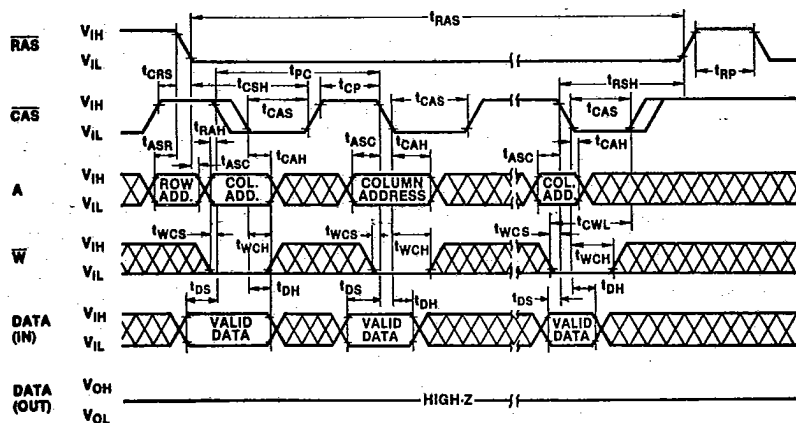 tRAS
RAS VIH
VIL
tCRS tPC tRP
tCSH tCP tRSH
CAS VIH
VIL
tCAS tCAS tCAS
tRAH
tASR tASC tCAH tASC tCAH tASC tCAH
A VIH
VIL
ROW ADD. COL. ADD. COLUMN ADDRESS COL. ADD.
tWCS tWCH tWCS tWCH tWCS tCWL
tWCH
W VIH
VIL
tDS tDH tDS tDH tDS tDH
DATA (IN) VIH
VIL
VALID DATA VALID DATA VALID DATA
DATA (OUT) VOH
VOL
HIGH-Z